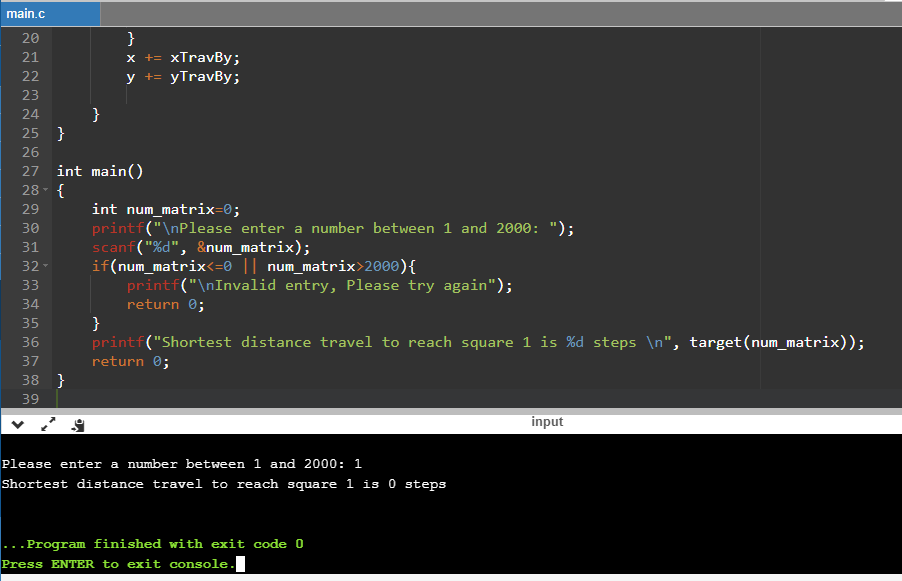 main.c
20 }
21 x += xTravBy;
22 y += yTravBy;
23
24 }
25 }
26
27 int main()
28 {
29 int num_matrix=0;
30 printf("\nPlease enter a number between 1 and 2000: ");
31 scanf("%d", &num_matrix);
32 if(num_matrix<=0 || num_matrix>2000){
33 printf("\nInvalid entry, Please try again");
34 return 0;
35 }
36 printf("Shortest distance travel to reach square 1 is %d steps \n", target(num_matrix));
37 return 0;
38 }
39
input
Please enter a number between 1 and 2000: 1
Shortest distance travel to reach square 1 is 0 steps
...Program finished with exit code 0
Press ENTER to exit console.